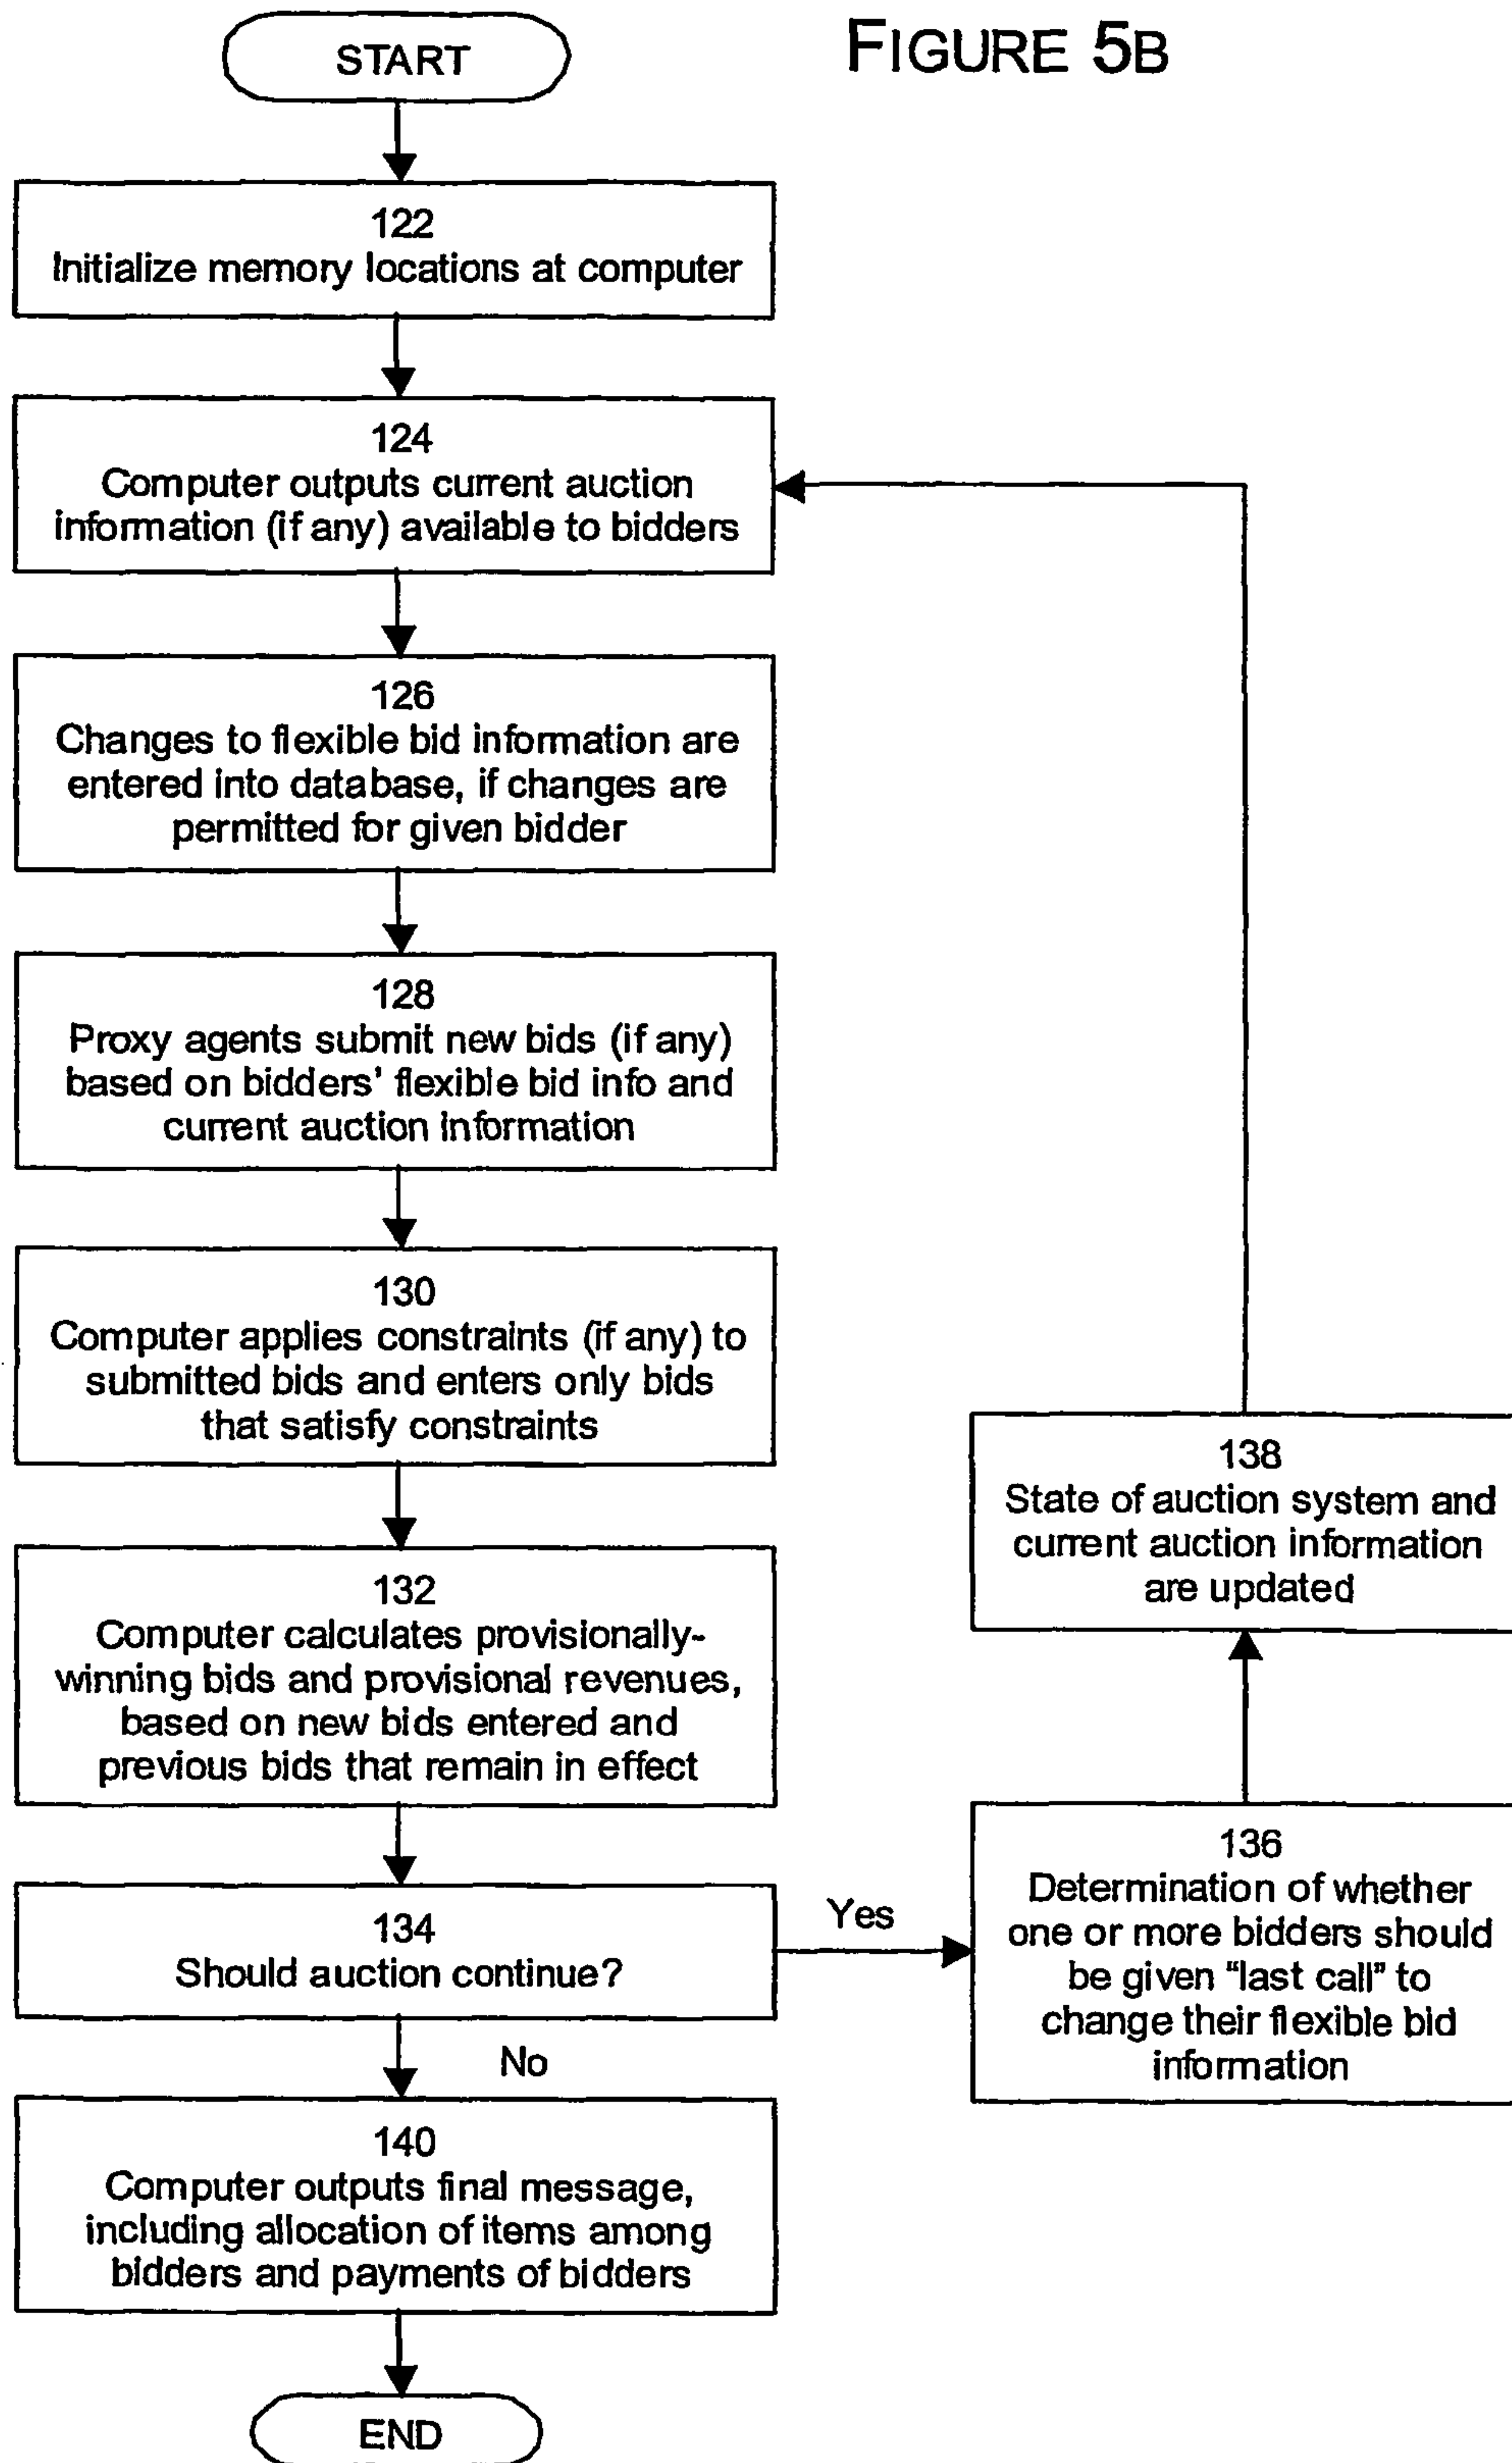 FIGURE 5B
START
122
Initialize memory locations at computer
124
Computer outputs current auction
information (if any) available to bidders
126
Changes to flexible bid information are
entered into database, if changes are
permitted for given bidder
128
Proxy agents submit new bids (if any)
based on bidders' flexible bid info and
current auction information
130
Computer applies constraints (if any) to
submitted bids and enters only bids
that satisfy constraints
132
Computer calculates provisionally-
winning bids and provisional revenues,
based on new bids entered and
previous bids that remain in effect
134
Should auction continue?
Yes
136
Determination of whether
one or more bidders should
be given "last call" to
change their flexible bid
information
138
State of auction system and
current auction information
are updated
No
140
Computer outputs final message,
including allocation of items among
bidders and payments of bidders
END